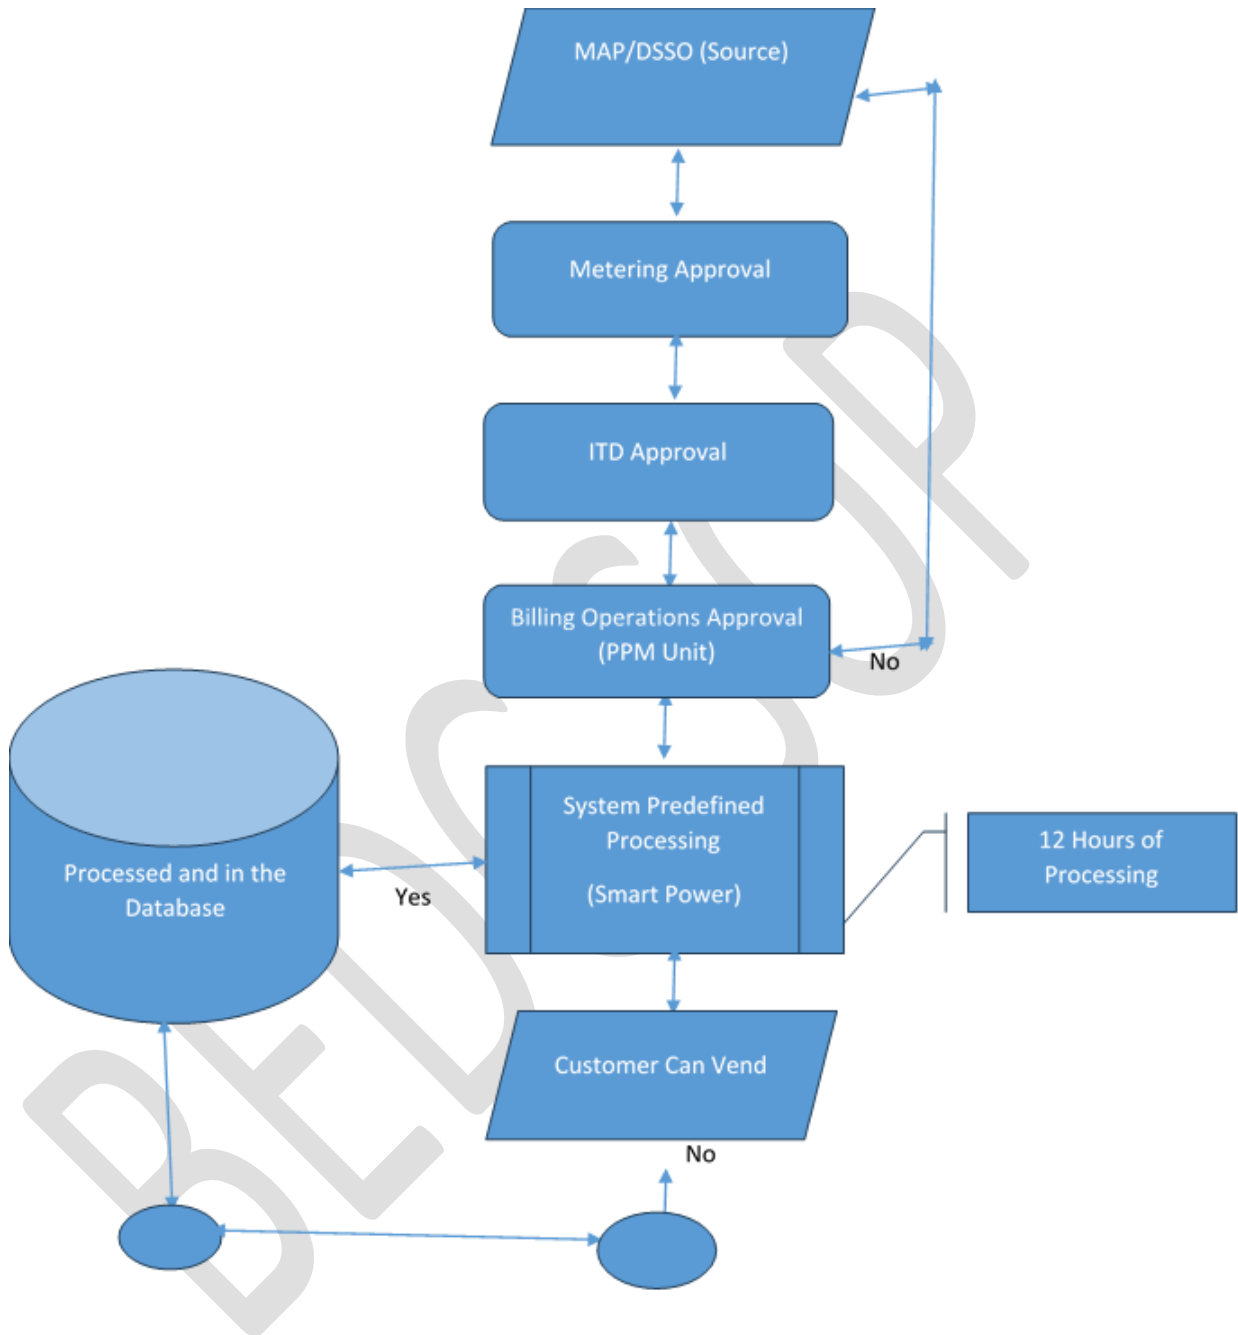 MAP/DSSO (Source)
Metering Approval
ITD Approval
Billing Operations Approval
(PPM Unit)
No
System Predefined
Processing
(Smart Power)
12 Hours of
Processing
Processed and in the
Database
Yes
Customer Can Vend
No
BEDC SOP